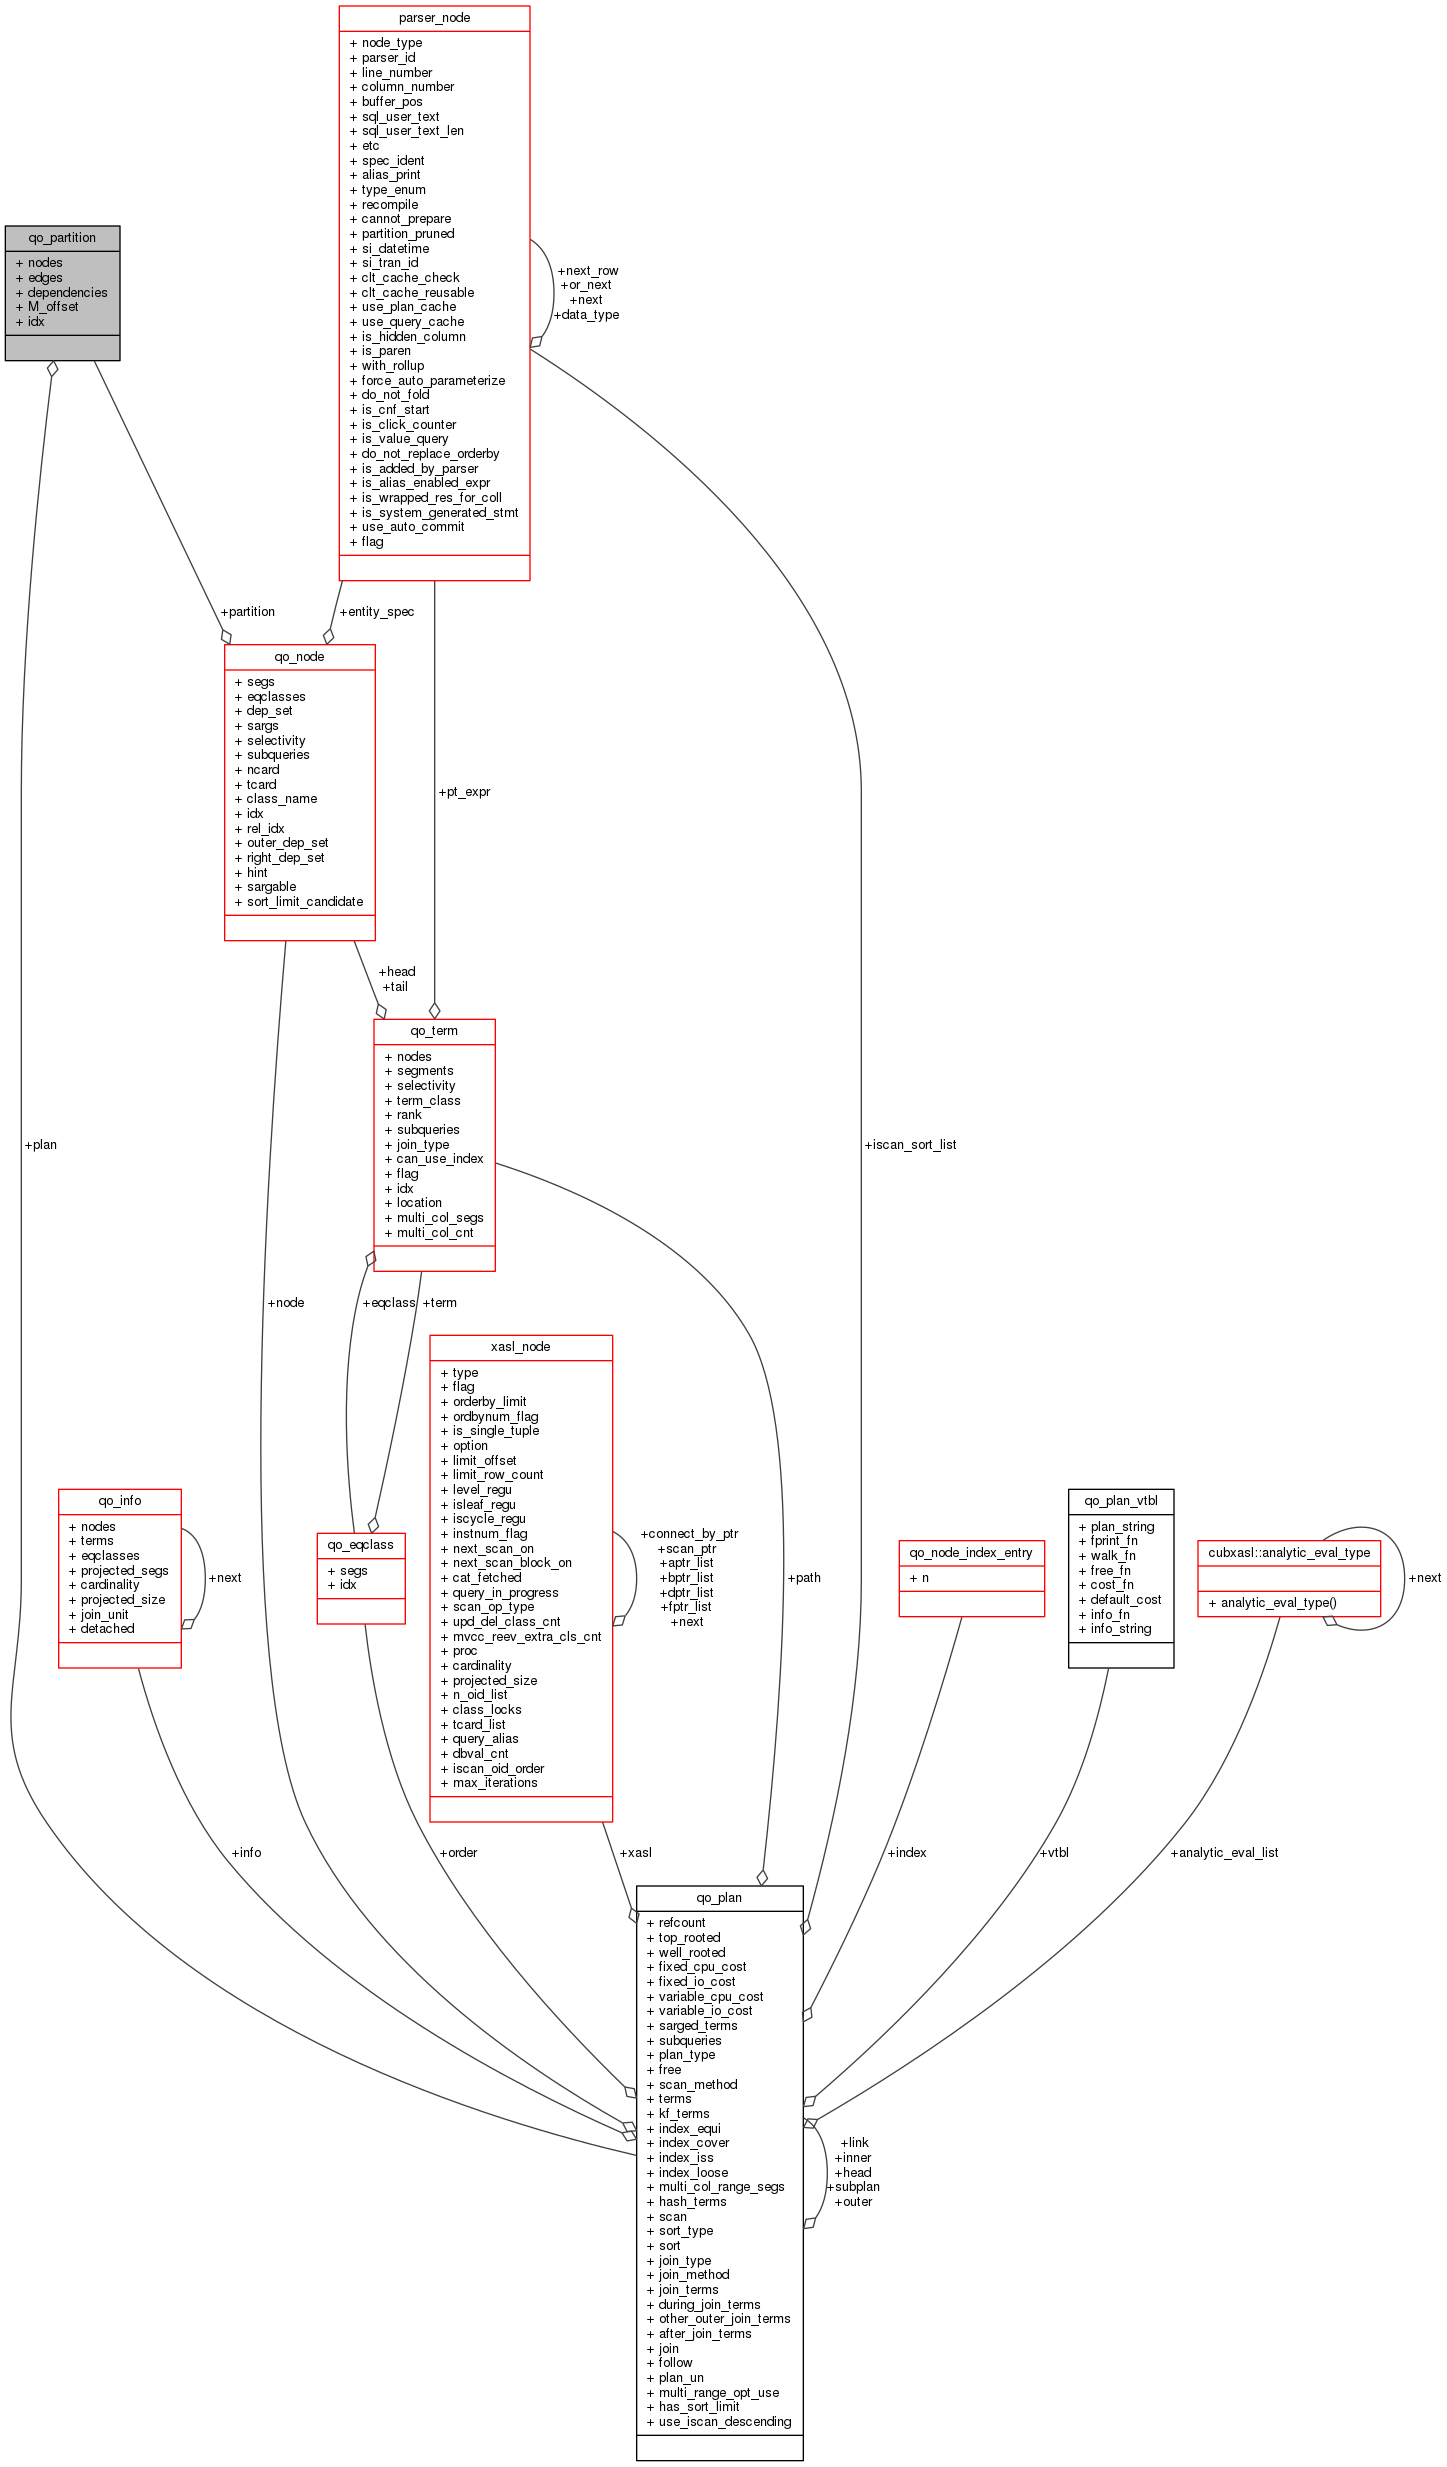 parser_node
+ node_type
+ parser_id
+ line_number
+ column_number
+ buffer_pos
+ sql_user_text
+ sql_user_text_len
+ etc
+ spec_ident
+ alias_print
+ type_enum
+ recompile
+ cannot_prepare
+ partition_pruned
+ si_datetime
+ si_tran_id
+ clt_cache_check
+ clt_cache_reusable
+ use_plan_cache
+ use_query_cache
+ is_hidden_column
+ is_paren
+ with_rollup
+ force_auto_parameterize
+ do_not_fold
+ is_cnf_start
+ is_click_counter
+ is_value_query
+ do_not_replace_orderby
+ is_added_by_parser
+ is_alias_enabled_expr
+ is_wrapped_res_for_coll
+ is_system_generated_stmt
+ use_auto_commit
+ flag
qo_partition
+ nodes
+ edges
+ dependencies
+ M_offset
+ idx
+next_row
+or_next
+next
+data_type
+partition
+entity_spec
qo_node
+ segs
+ eqclasses
+ dep_set
+ sargs
+ selectivity
+ subqueries
+ ncard
+ tcard
+ class_name
+ idx
+ rel_idx
+ outer_dep_set
+ right_dep_set
+ hint
+ sargable
+ sort_limit_candidate
+pt_expr
+head
+tail
qo_term
+ nodes
+ segments
+ selectivity
+ term_class
+ rank
+ subqueries
+ join_type
+ can_use_index
+ flag
+ idx
+ location
+ multi_col_segs
+ multi_col_cnt
+plan
+iscan_sort_list
+node
+eqclass
+term
xasl_node
+ type
+ flag
+ orderby_limit
+ ordbynum_flag
+ is_single_tuple
+ option
+ limit_offset
+ limit_row_count
+ level_regu
+ isleaf_regu
+ iscycle_regu
+ instnum_flag
+ next_scan_on
+ next_scan_block_on
+ cat_fetched
+ query_in_progress
+ scan_op_type
+ upd_del_class_cnt
+ mvcc_reev_extra_cls_cnt
+ proc
+ cardinality
+ projected_size
+ n_oid_list
+ class_locks
+ tcard_list
+ query_alias
+ dbval_cnt
+ iscan_oid_order
+ max_iterations
qo_info
+ nodes
+ terms
+ eqclasses
+ projected_segs
+ cardinality
+ projected_size
+ join_unit
+ detached
+next
qo_eqclass
+ segs
+ idx
+connect_by_ptr
+scan_ptr
+aptr_list
+bptr_list
+dptr_list
+fptr_list
+next
+path
qo_node_index_entry
+ n
qo_plan_vtbl
+ plan_string
+ fprint_fn
+ walk_fn
+ free_fn
+ cost_fn
+ default_cost
+ info_fn
+ info_string
cubxasl::analytic_eval_type
+ analytic_eval_type()
+next
+info
+order
+xasl
+index
+vtbl
+analytic_eval_list
qo_plan
+ refcount
+ top_rooted
+ well_rooted
+ fixed_cpu_cost
+ fixed_io_cost
+ variable_cpu_cost
+ variable_io_cost
+ sarged_terms
+ subqueries
+ plan_type
+ free
+ scan_method
+ terms
+ kf_terms
+ index_equi
+ index_cover
+ index_iss
+ index_loose
+ multi_col_range_segs
+ hash_terms
+ scan
+ sort_type
+ sort
+ join_type
+ join_method
+ join_terms
+ during_join_terms
+ other_outer_join_terms
+ after_join_terms
+ join
+ follow
+ plan_un
+ multi_range_opt_use
+ has_sort_limit
+ use_iscan_descending
+link
+inner
+head
+subplan
+outer